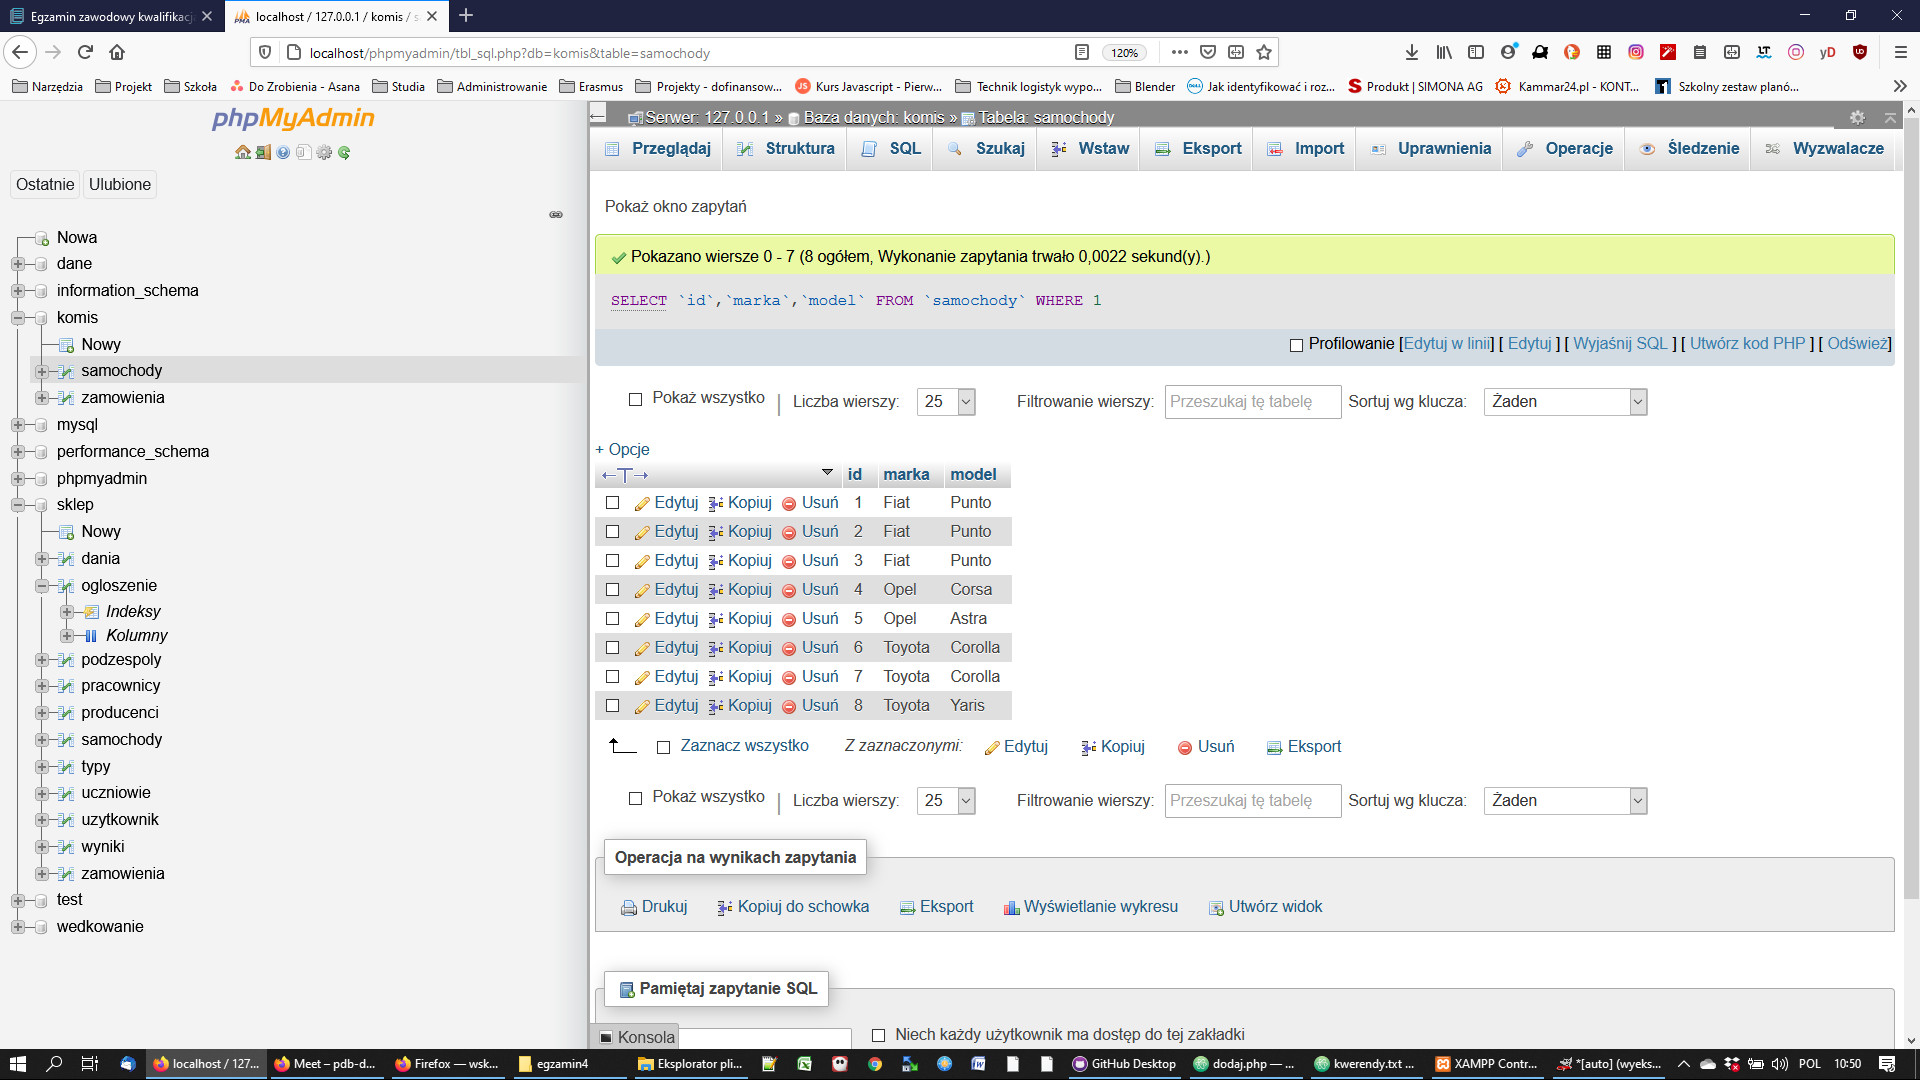 Egzamin zawodowy kwalifikacj
localhost / 127.0.0.1 / komis / s
localhost/phpmyadmin/tbl_sql.php?db=komis&table=samochody
120%
Narzędzia
Projekt
Szkoła
Do Zrobienia - Asana
Studia
Administrowanie
Erasmus
Projekty - dofinansow...
Kurs Javascript - Pierw...
Technik logistyk wypo...
Blender
Jak identyfikować i roz...
Produkt | SIMONA AG
Kammar24.pl - KONT...
Szkolny zestaw planó...
phpMyAdmin
Ostatnie
Ulubione
Nowa
dane
information_schema
komis
Nowy
samochody
zamowienia
mysql
performance_schema
phpmyadmin
sklep
Nowy
dania
ogloszenie
Indeksy
Kolumny
podzespoly
pracownicy
producenci
samochody
typy
uczniowie
uzytkownik
wyniki
zamowienia
test
wedkowanie
Serwer: 127.0.0.1 » Baza danych: komis » Tabela: samochody
Przeglądaj
Struktura
SQL
Szukaj
Wstaw
Eksport
Import
Uprawnienia
Operacje
Śledzenie
Wyzwalacze
Pokaż okno zapytań
Pokazano wiersze 0 - 7 (8 ogółem, Wykonanie zapytania trwało 0,0022 sekund(y).)
SELECT `id`,`marka`,`model` FROM `samochody` WHERE 1
Profilowanie [Edytuj w linii] [ Edytuj ] [ Wyjaśnij SQL ] [ Utwórz kod PHP ] [ Odśwież]
Pokaż wszystko | Liczba wierszy: 25 Filtrowanie wierszy: Przeszukaj tę tabelę Sortuj wg klucza: Żaden
+ Opcje
←T→ id marka model
Edytuj Kopiuj Usuń 1 Fiat Punto
Edytuj Kopiuj Usuń 2 Fiat Punto
Edytuj Kopiuj Usuń 3 Fiat Punto
Edytuj Kopiuj Usuń 4 Opel Corsa
Edytuj Kopiuj Usuń 5 Opel Astra
Edytuj Kopiuj Usuń 6 Toyota Corolla
Edytuj Kopiuj Usuń 7 Toyota Corolla
Edytuj Kopiuj Usuń 8 Toyota Yaris
Zaznacz wszystko Z zaznaczonymi: Edytuj Kopiuj Usuń Eksport
Pokaż wszystko | Liczba wierszy: 25 Filtrowanie wierszy: Przeszukaj tę tabelę Sortuj wg klucza: Żaden
Operacja na wynikach zapytania
Drukuj Kopiuj do schowka Eksport Wyświetlanie wykresu Utwórz widok
Pamiętaj zapytanie SQL
Konsola
Niech każdy użytkownik ma dostęp do tej zakładki
localhost / 127...
Meet – pdb-d...
Firefox — wsk...
egzamin4
Eksplorator pli...
GitHub Desktop
dodaj.php — ...
kwerendy.txt ...
XAMPP Contr...
*[auto] (wyeks...
POL
10:50